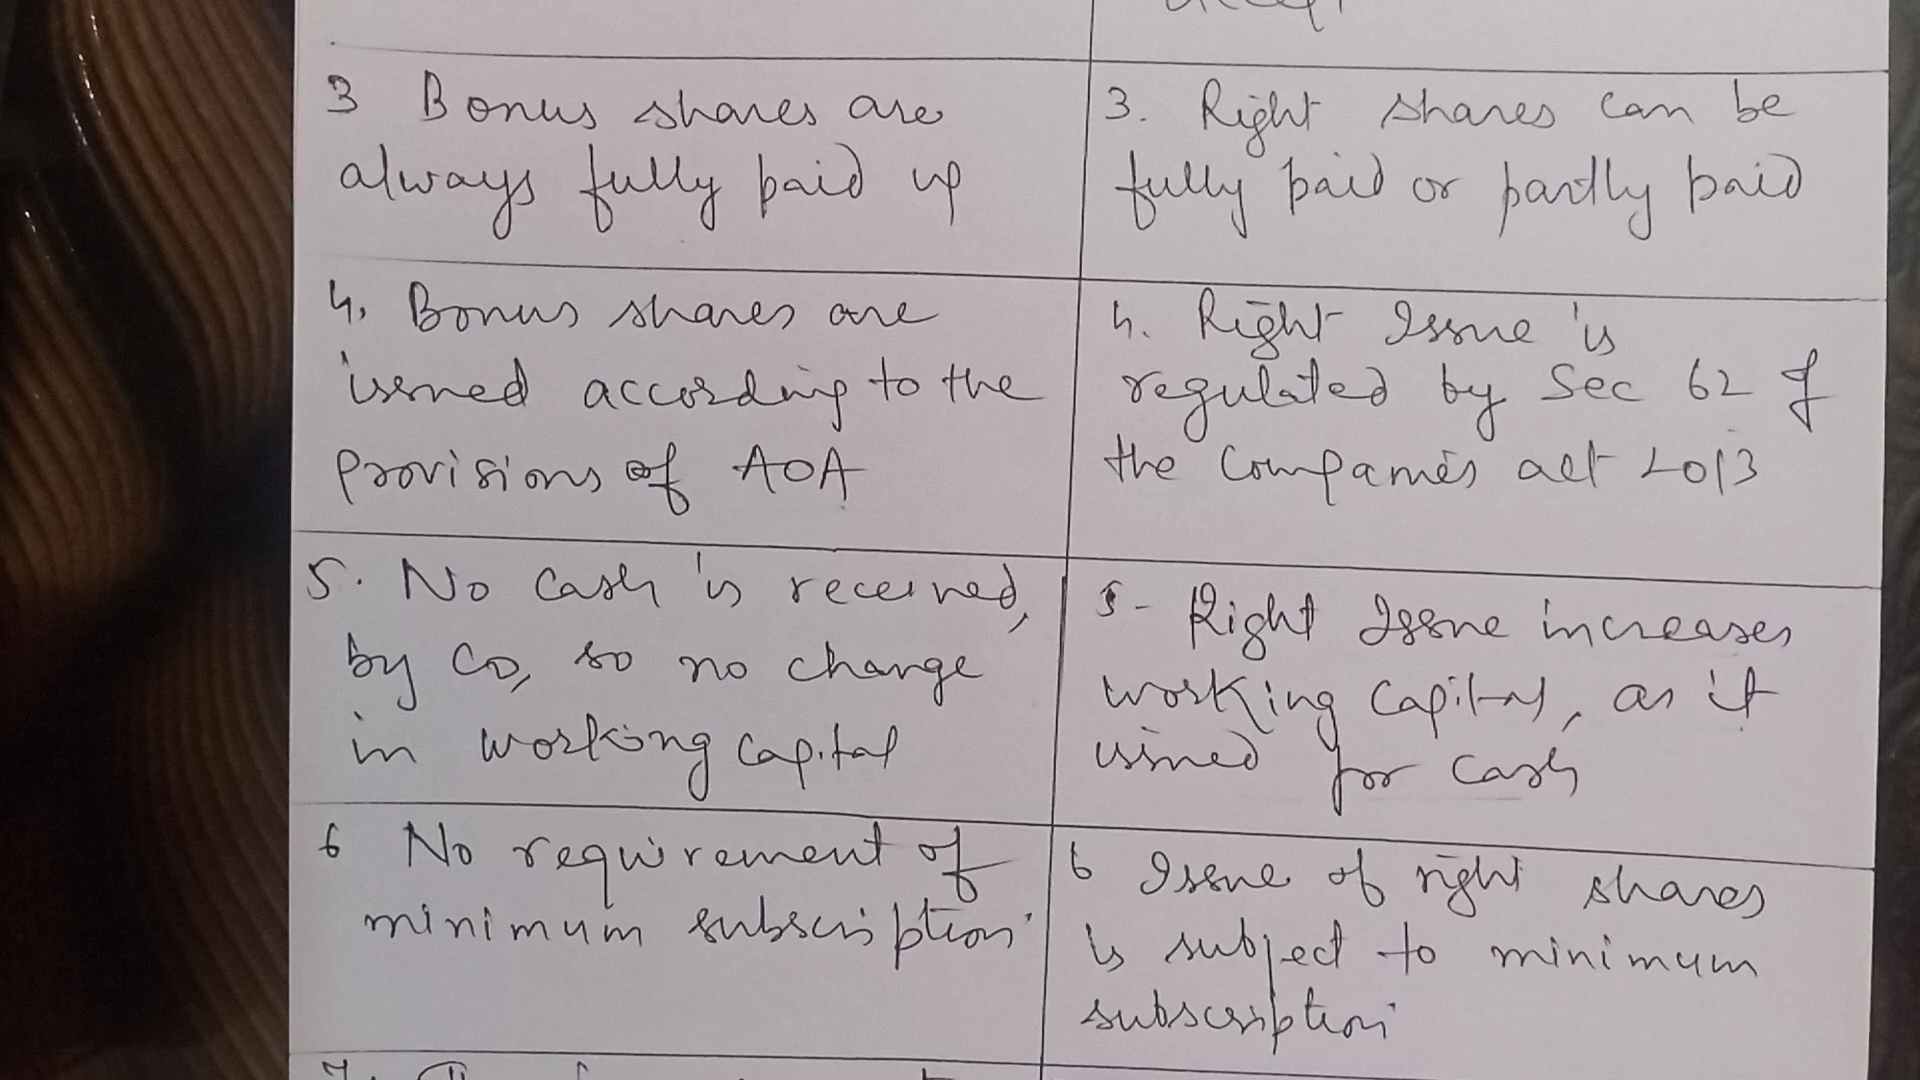 3 Bonus shares are
always fully paid up
3. Right shares can be
fully paid or partly paid
4. Bonus shares are
issued according to the
provisions of AOA
4. Right Issue is
regulated by Sec 62 of
the Companies act 2013
5. No Cash is received,
by Co, so no change
in working capital
5- Right Issue increases
working Capital, as it
issued for cash
6 No requirement of
minimum subscription
6 Issue of right shares
is subject to minimum
subscription
7.